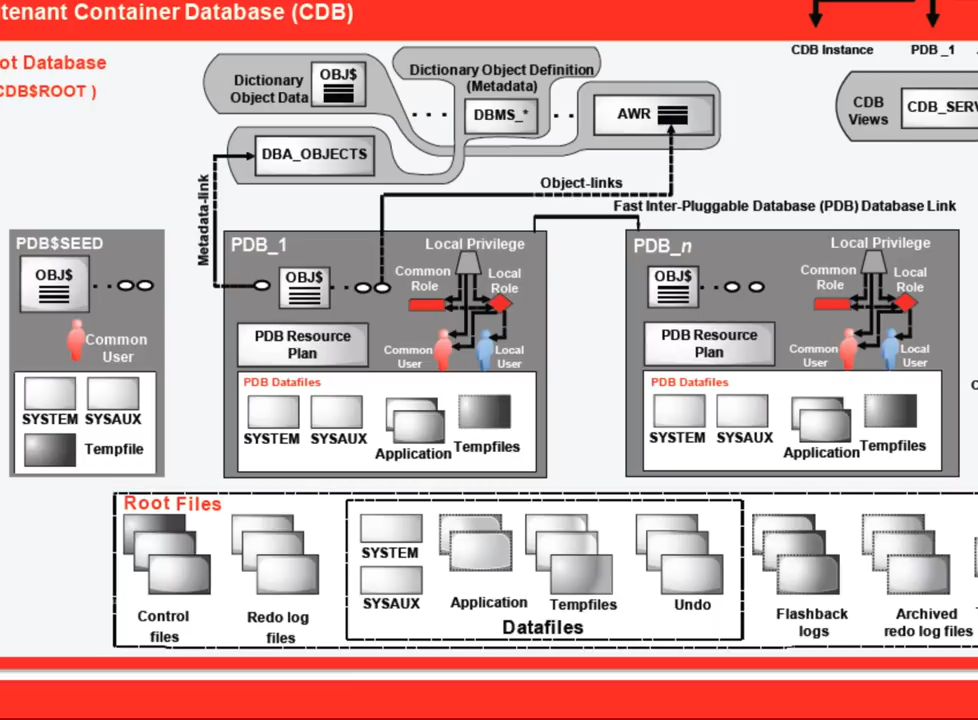 tenant Container Database (CDB)
ot Database
CDB$ROOT )
Dictionary
Object Data
OBJ$
Dictionary Object Definition
(Metadata)
. . .
DBMS_*
. .
AWR
DBA_OBJECTS
CDB Instance
PDB _1
CDB
Views
CDB_SERV
Metadata-link
Object-links
Fast Inter-Pluggable Database (PDB) Database Link
PDB$SEED
OBJ$
Common
User
SYSTEM
SYSAUX
Tempfile
PDB_1
Local Privilege
OBJ$
Common
Role
Local
Role
PDB Resource
Plan
Common
User
Local
User
PDB Datafiles
SYSTEM
SYSAUX
Application
Tempfiles
PDB_n
Local Privilege
OBJ$
Common
Role
Local
Role
PDB Resource
Plan
Common
User
Local
User
PDB Datafiles
SYSTEM
SYSAUX
Application
Tempfiles
Root Files
Control
files
Redo log
files
SYSTEM
SYSAUX
Application
Tempfiles
Undo
Datafiles
Flashback
logs
Archived
redo log files